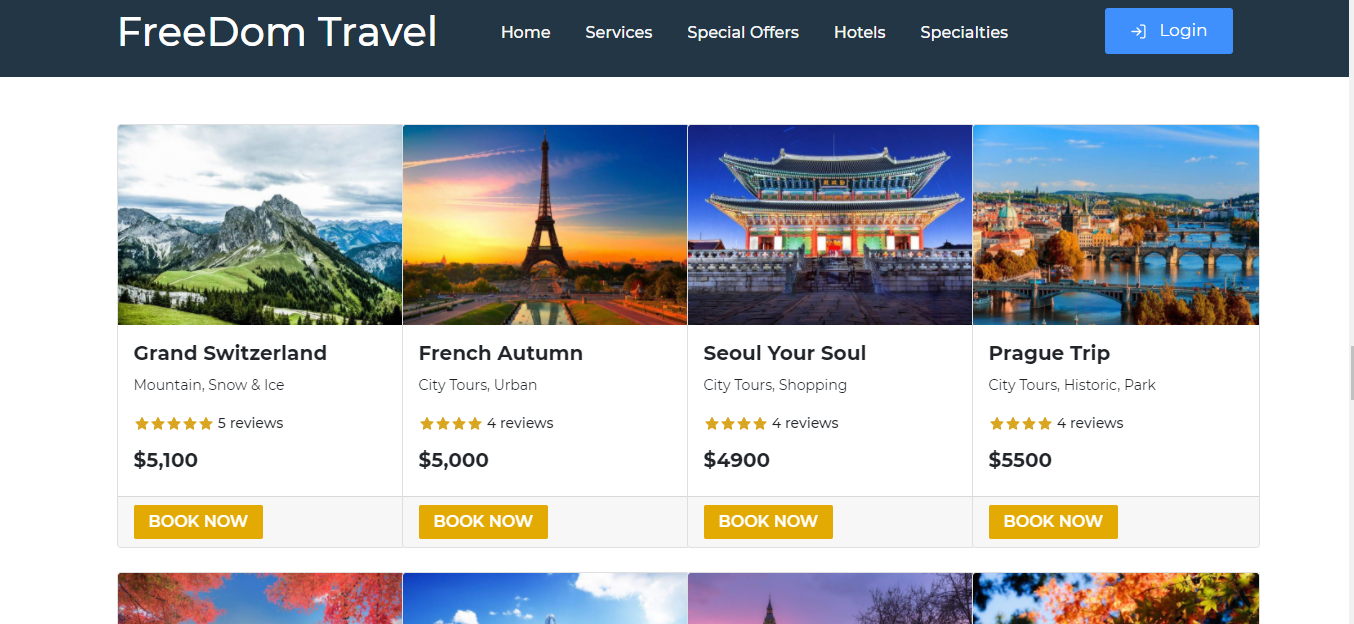 FreeDom Travel
Home Services Special Offers Hotels Specialties
Login
Grand Switzerland
Mountain, Snow & Ice
5 reviews
$5,100
BOOK NOW
French Autumn
City Tours, Urban
4 reviews
$5,000
BOOK NOW
Seoul Your Soul
City Tours, Shopping
4 reviews
$4900
BOOK NOW
Prague Trip
City Tours, Historic, Park
4 reviews
$5500
BOOK NOW